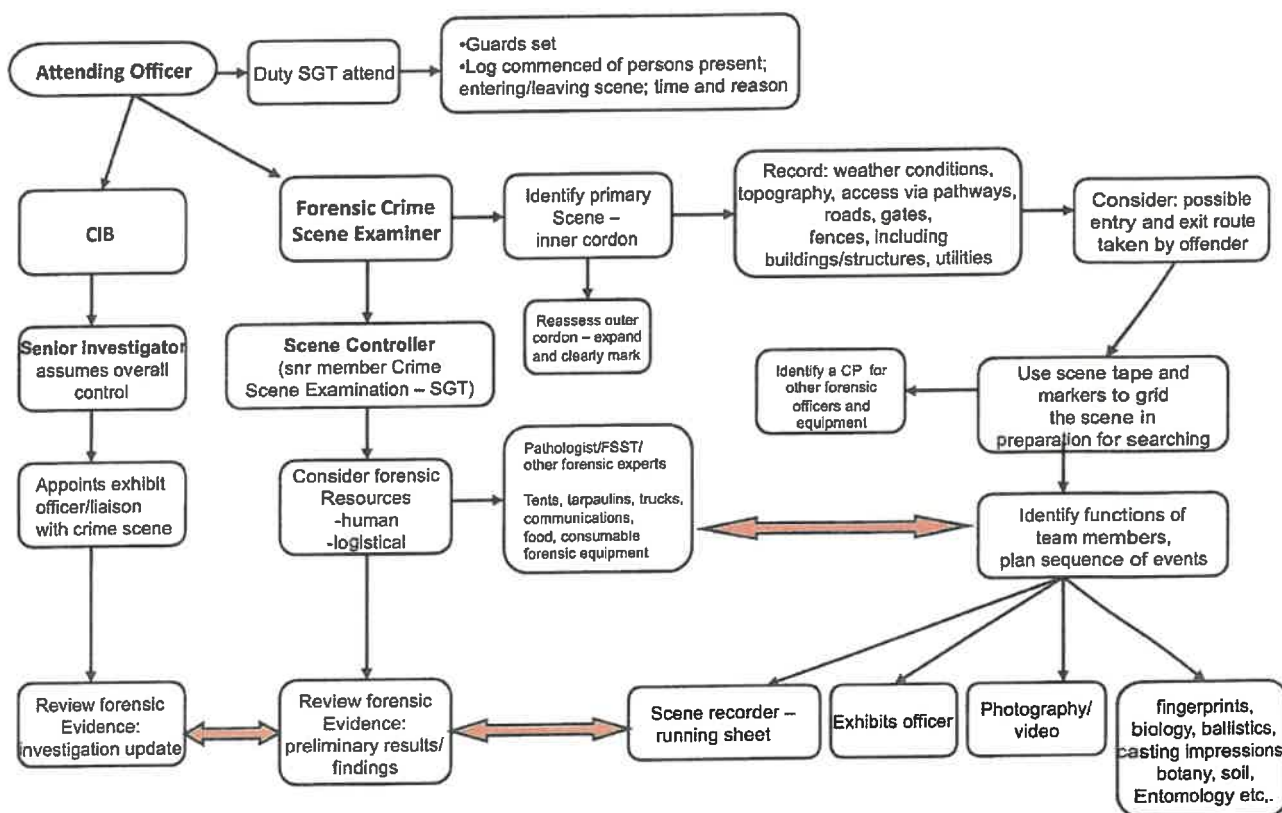 Attending Officer
Duty SGT attend
•Guards set
•Log commenced of persons present;
entering/leaving scene; time and reason
CIB
Forensic Crime
Scene Examiner
Identify primary
Scene –
inner cordon
Record: weather conditions,
topography, access via pathways,
roads, gates,
fences, including
buildings/structures, utilities
Consider: possible
entry and exit route
taken by offender
Senior Investigator
assumes overall
control
Scene Controller
(snr member Crime
Scene Examination – SGT)
Reassess outer
cordon – expand
and clearly mark
Identify a CP for
other forensic
officers and
equipment
Use scene tape and
markers to grid
the scene in
preparation for searching
Appoints exhibit
officer/liaison
with crime scene
Consider forensic
Resources
-human
-logistical
Pathologist/FSST/
other forensic experts
Tents, tarpaulins, trucks,
communications,
food, consumable
forensic equipment
Identify functions of
team members,
plan sequence of events
Review forensic
Evidence:
investigation update
Review forensic
Evidence:
preliminary results/
findings
Scene recorder –
running sheet
Exhibits officer
Photography/
video
fingerprints,
biology, ballistics,
casting impressions
botany, soil,
Entomology etc,.